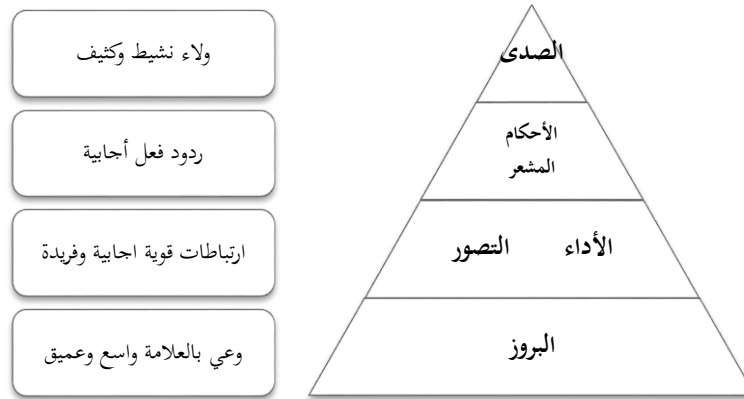 الصدى
ولاء نشيط وكثيف
الأحكام
المشعر
ردود فعل أجابية
الأداء التصور
ارتباطات قوية اجابية وفريدة
البروز
وعي بالعلامة واسع وعميق